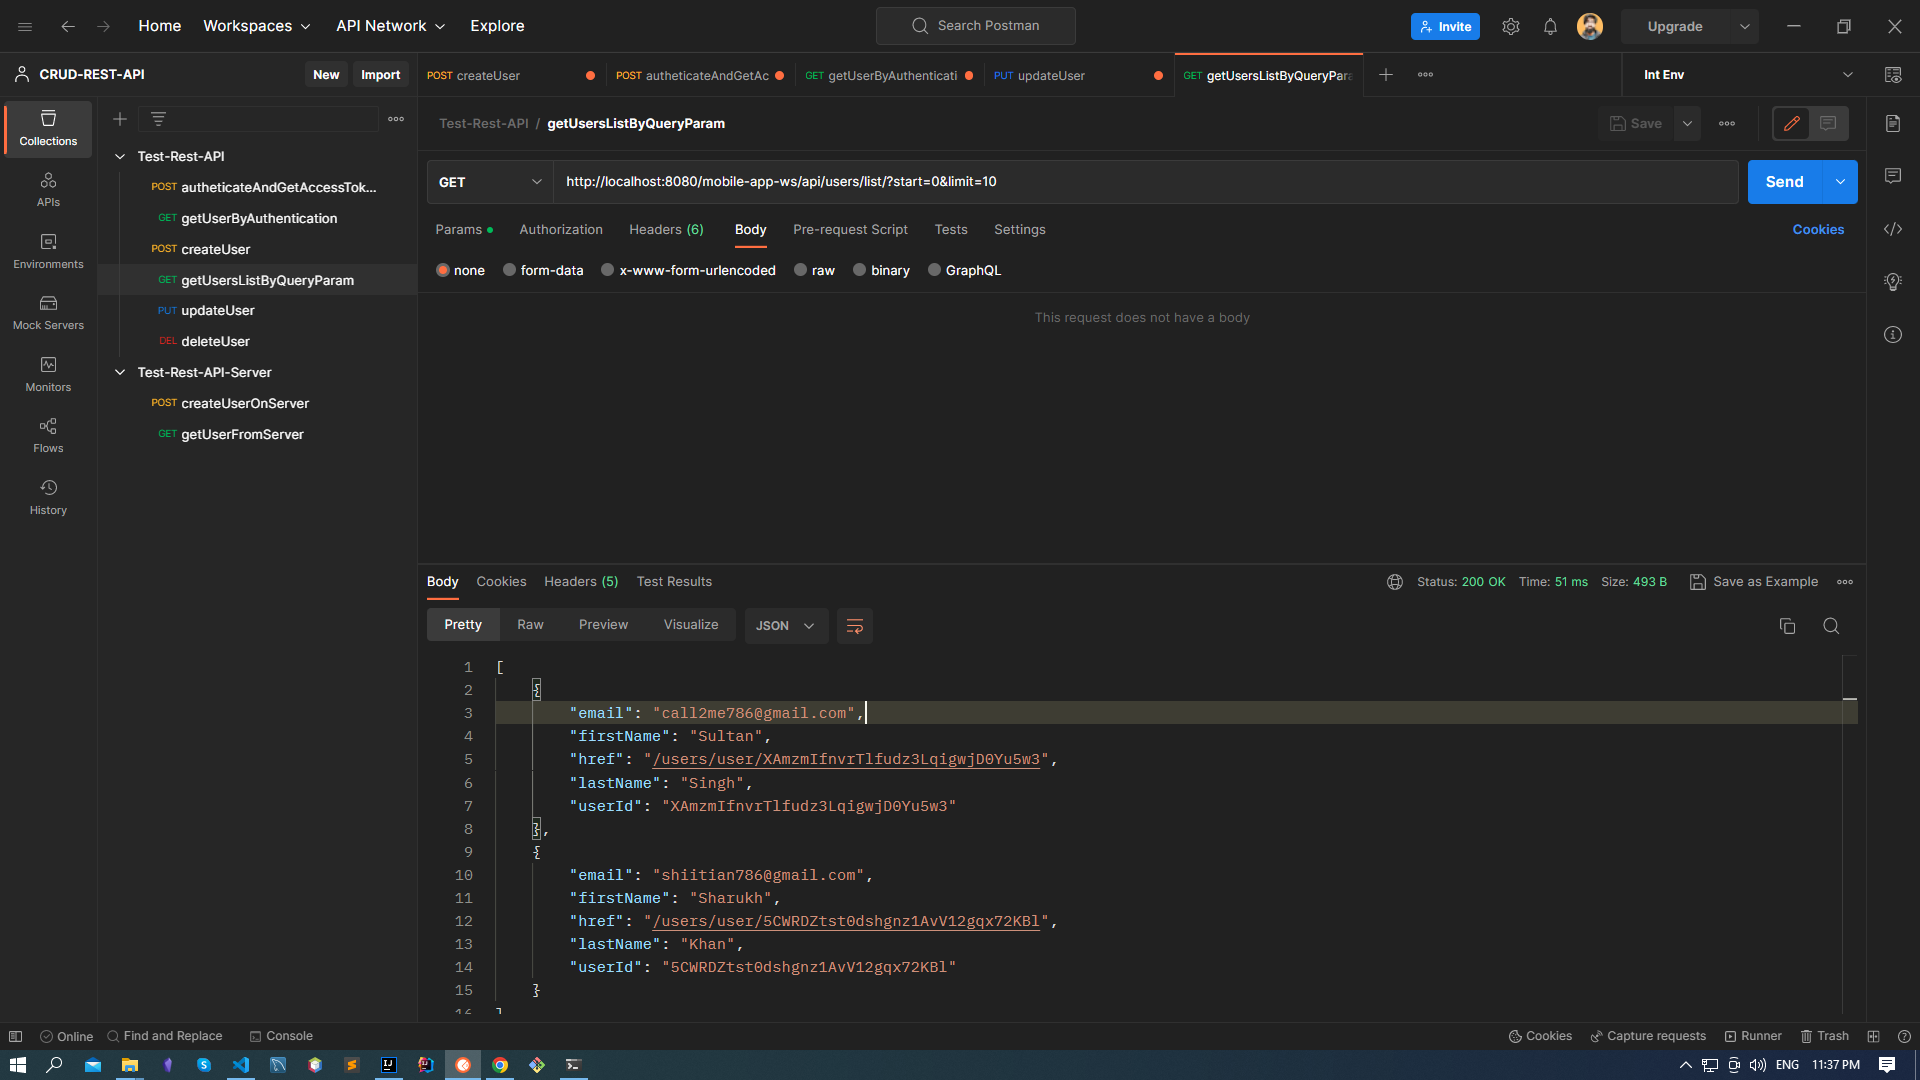 Home Workspaces API Network Explore Search Postman Invite Upgrade
CRUD-REST-API New Import
POST createUser POST autheticateAndGetAc GET getUserByAuthenticati PUT updateUser GET getUsersListByQueryPara Int Env
Collections
APIs
Environments
Mock Servers
Monitors
Flows
History
Test-Rest-API
POST autheticateAndGetAccessTok...
GET getUserByAuthentication
POST createUser
GET getUsersListByQueryParam
PUT updateUser
DEL deleteUser
Test-Rest-API-Server
POST createUserOnServer
GET getUserFromServer
Test-Rest-API / getUsersListByQueryParam Save
GET http://localhost:8080/mobile-app-ws/api/users/list/?start=0&limit=10 Send
Params Authorization Headers (6) Body Pre-request Script Tests Settings Cookies
none form-data x-www-form-urlencoded raw binary GraphQL
This request does not have a body
Body Cookies Headers (5) Test Results Status: 200 OK Time: 51 ms Size: 493 B Save as Example
Pretty Raw Preview Visualize JSON
1 [
2 {
3 "email": "call2me786@gmail.com",
4 "firstName": "Sultan",
5 "href": "/users/user/XAmzmIfnvrTlfudz3LqigwjD0Yu5w3",
6 "lastName": "Singh",
7 "userId": "XAmzmIfnvrTlfudz3LqigwjD0Yu5w3"
8 },
9 {
10 "email": "shiitian786@gmail.com",
11 "firstName": "Sharukh",
12 "href": "/users/user/5CWRDZtst0dshgnz1AvV12gqx72KBl",
13 "lastName": "Khan",
14 "userId": "5CWRDZtst0dshgnz1AvV12gqx72KBl"
15 }
16 ]
Online Find and Replace Console Cookies Capture requests Runner Trash
ENG 11:37 PM